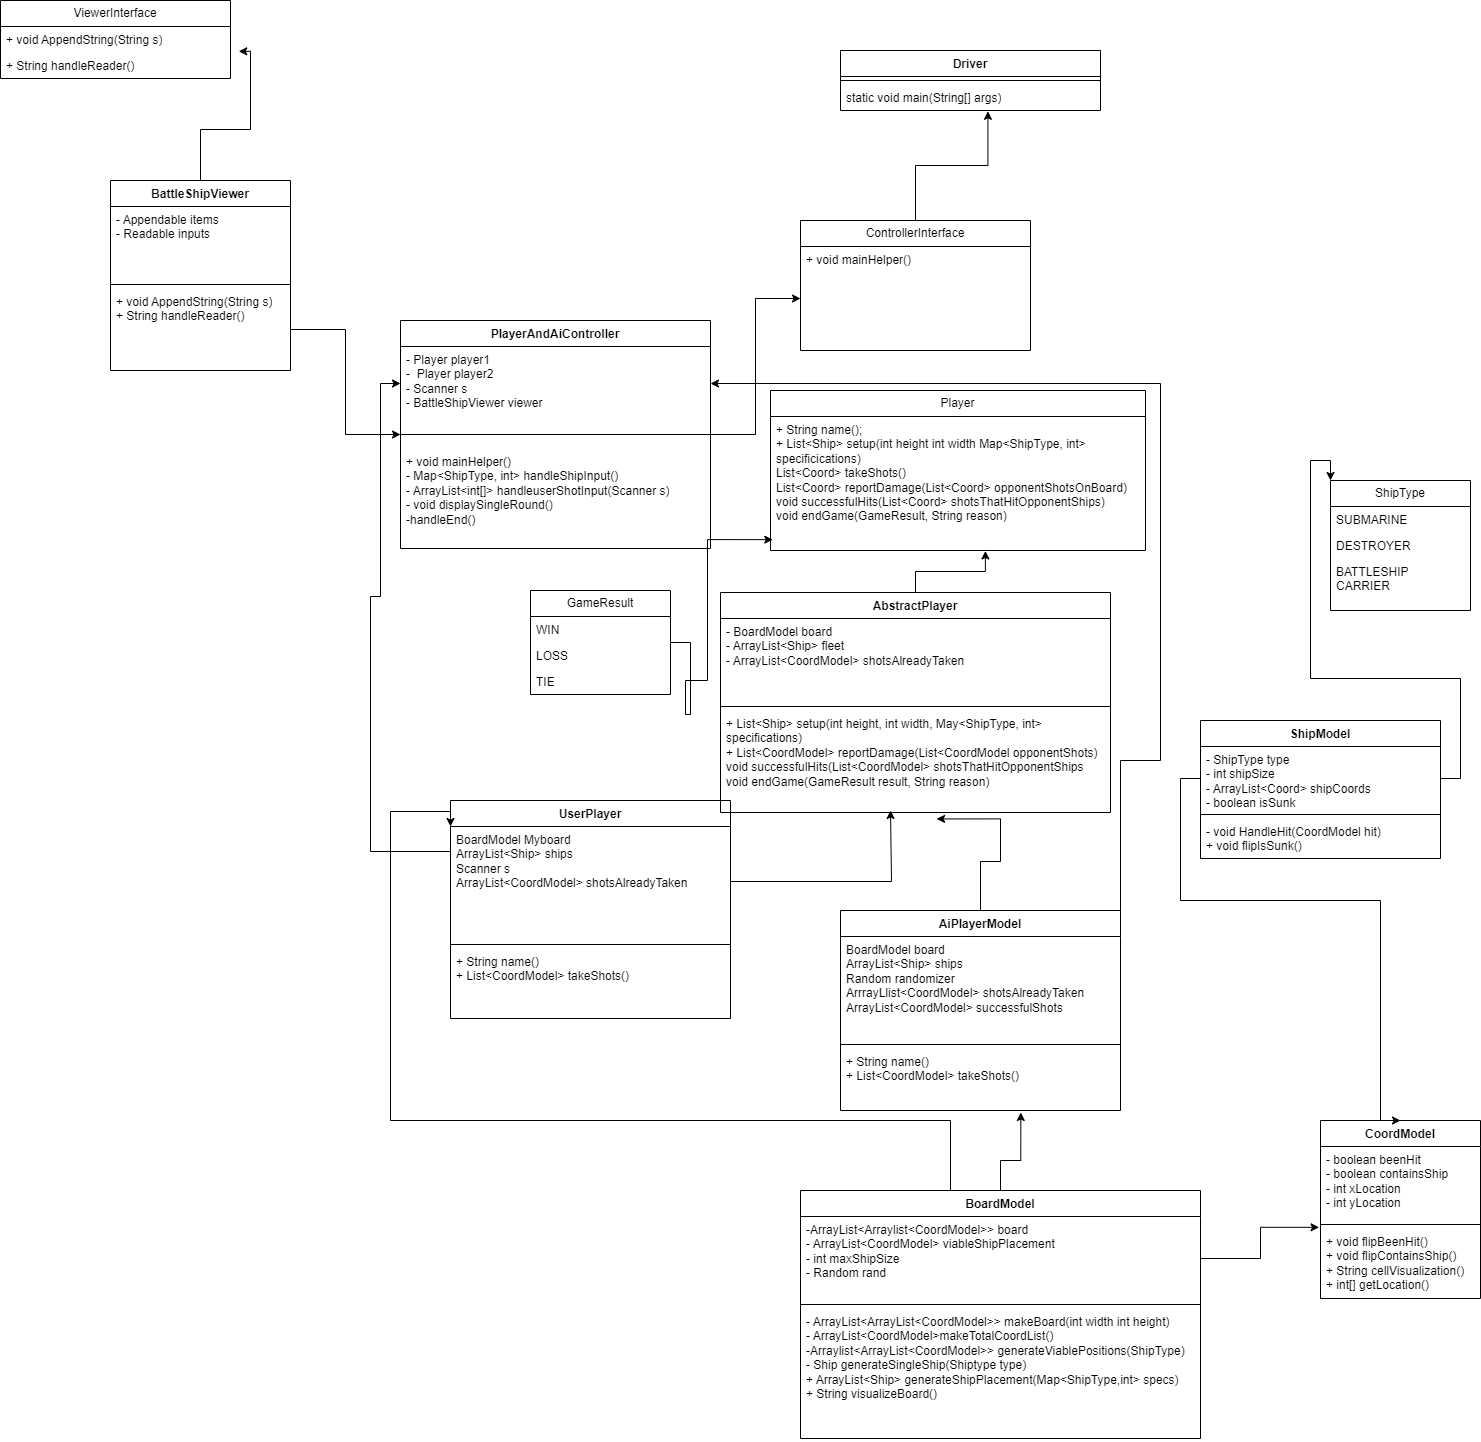 ViewerInterface
+ void AppendString(String s)
+ String handleReader()
Driver
static void main(String[] args)
BattleShipViewer
- Appendable items
- Readable inputs
+ void AppendString(String s)
+ String handleReader()
ControllerInterface
+ void mainHelper()
PlayerAndAiController
- Player player1
-  Player player2
- Scanner s
- BattleShipViewer viewer
+ void mainHelper()
- Map<ShipType, int> handleShipInput()
- ArrayList<int[]> handleuserShotInput(Scanner s)
- void displaySingleRound()
-handleEnd()
Player
+ String name();
+ List<Ship> setup(int height int width Map<ShipType, int>
specificications)
List<Coord> takeShots()
List<Coord> reportDamage(List<Coord> opponentShotsOnBoard)
void successfulHits(List<Coord> shotsThatHitOpponentShips)
void endGame(GameResult, String reason)
ShipType
SUBMARINE
DESTROYER
BATTLESHIP
CARRIER
GameResult
WIN
LOSS
TIE
AbstractPlayer
- BoardModel board
- ArrayList<Ship> fleet
- ArrayList<CoordModel> shotsAlreadyTaken
+ List<Ship> setup(int height, int width, May<ShipType, int>
specifications)
+ List<CoordModel> reportDamage(List<CoordModel opponentShots)
void successfulHits(List<CoordModel> shotsThatHitOpponentShips
void endGame(GameResult result, String reason)
ShipModel
- ShipType type
- int shipSize
- ArrayList<Coord> shipCoords
- boolean isSunk
- void HandleHit(CoordModel hit)
+ void flipIsSunk()
UserPlayer
BoardModel Myboard
ArrayList<Ship> ships
Scanner s
ArrayList<CoordModel> shotsAlreadyTaken
+ String name()
+ List<CoordModel> takeShots()
AiPlayerModel
BoardModel board
ArrayList<Ship> ships
Random randomizer
ArrrayLlist<CoordModel> shotsAlreadyTaken
ArrayList<CoordModel> successfulShots
+ String name()
+ List<CoordModel> takeShots()
CoordModel
- boolean beenHit
- boolean containsShip
- int xLocation
- int yLocation
+ void flipBeenHit()
+ void flipContainsShip()
+ String cellVisualization()
+ int[] getLocation()
BoardModel
-ArrayList<Arraylist<CoordModel>> board
- ArrayList<CoordModel> viableShipPlacement
- int maxShipSize
- Random rand
- ArrayList<ArrayList<CoordModel>> makeBoard(int width int height)
- ArrayList<CoordModel>makeTotalCoordList()
-Arraylist<ArrayList<CoordModel>> generateViablePositions(ShipType)
- Ship generateSingleShip(Shiptype type)
+ ArrayList<Ship> generateShipPlacement(Map<ShipType,int> specs)
+ String visualizeBoard()